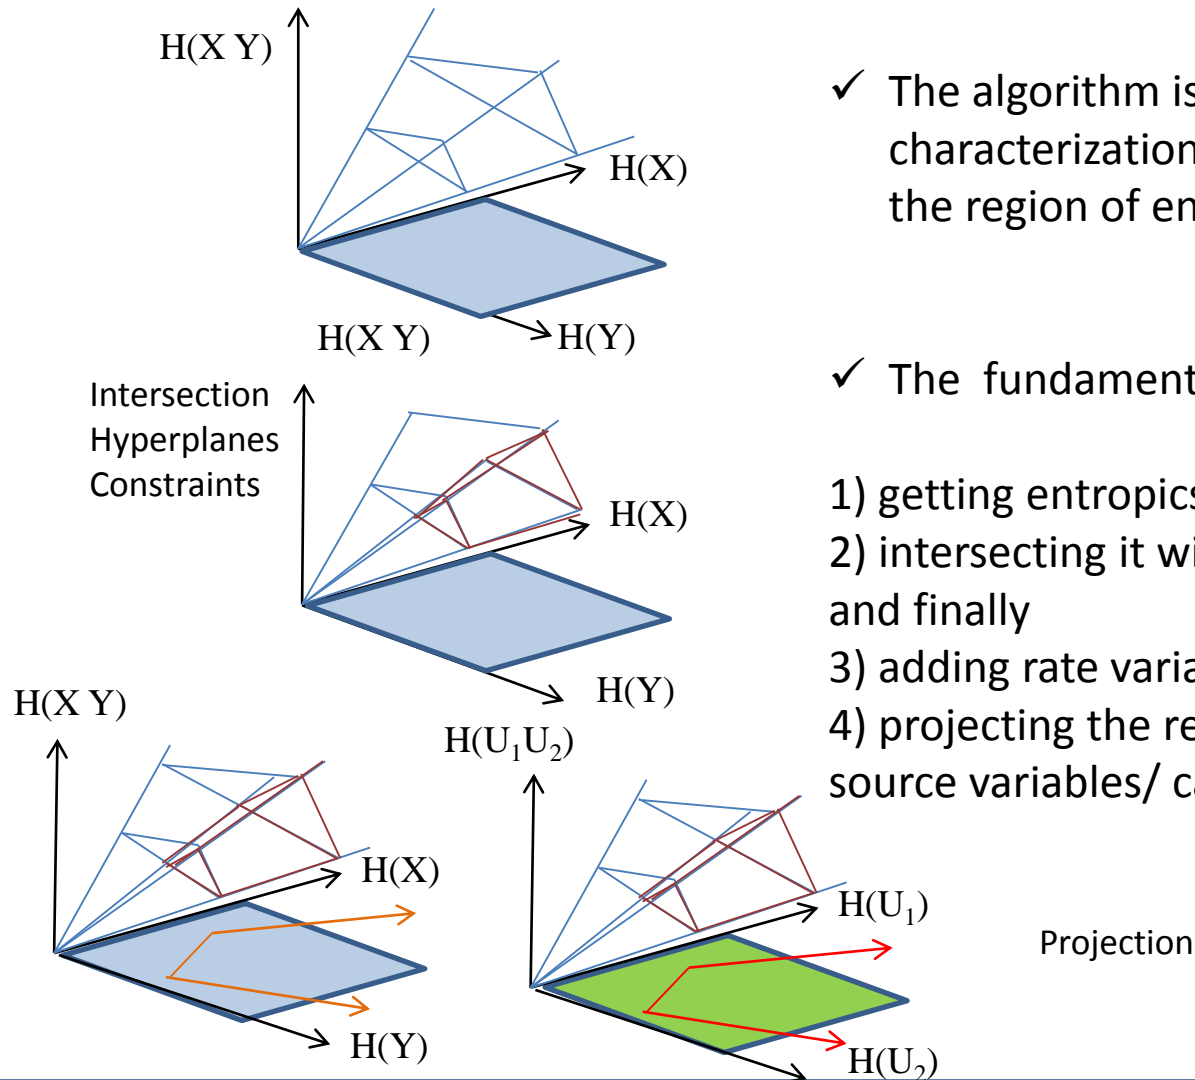 H(X Y)
H(X)
H(Y)
✓ The algorithm is
characterization
the region of en
H(X Y)
Intersection
Hyperplanes
Constraints
H(X)
H(Y)
✓ The fundament
1) getting entropics
2) intersecting it wi
and finally
3) adding rate varia
4) projecting the re
source variables/ ca
H(X Y)
H(X)
H(Y)
H(U₁U₂)
H(U₁)
H(U₂)
Projection